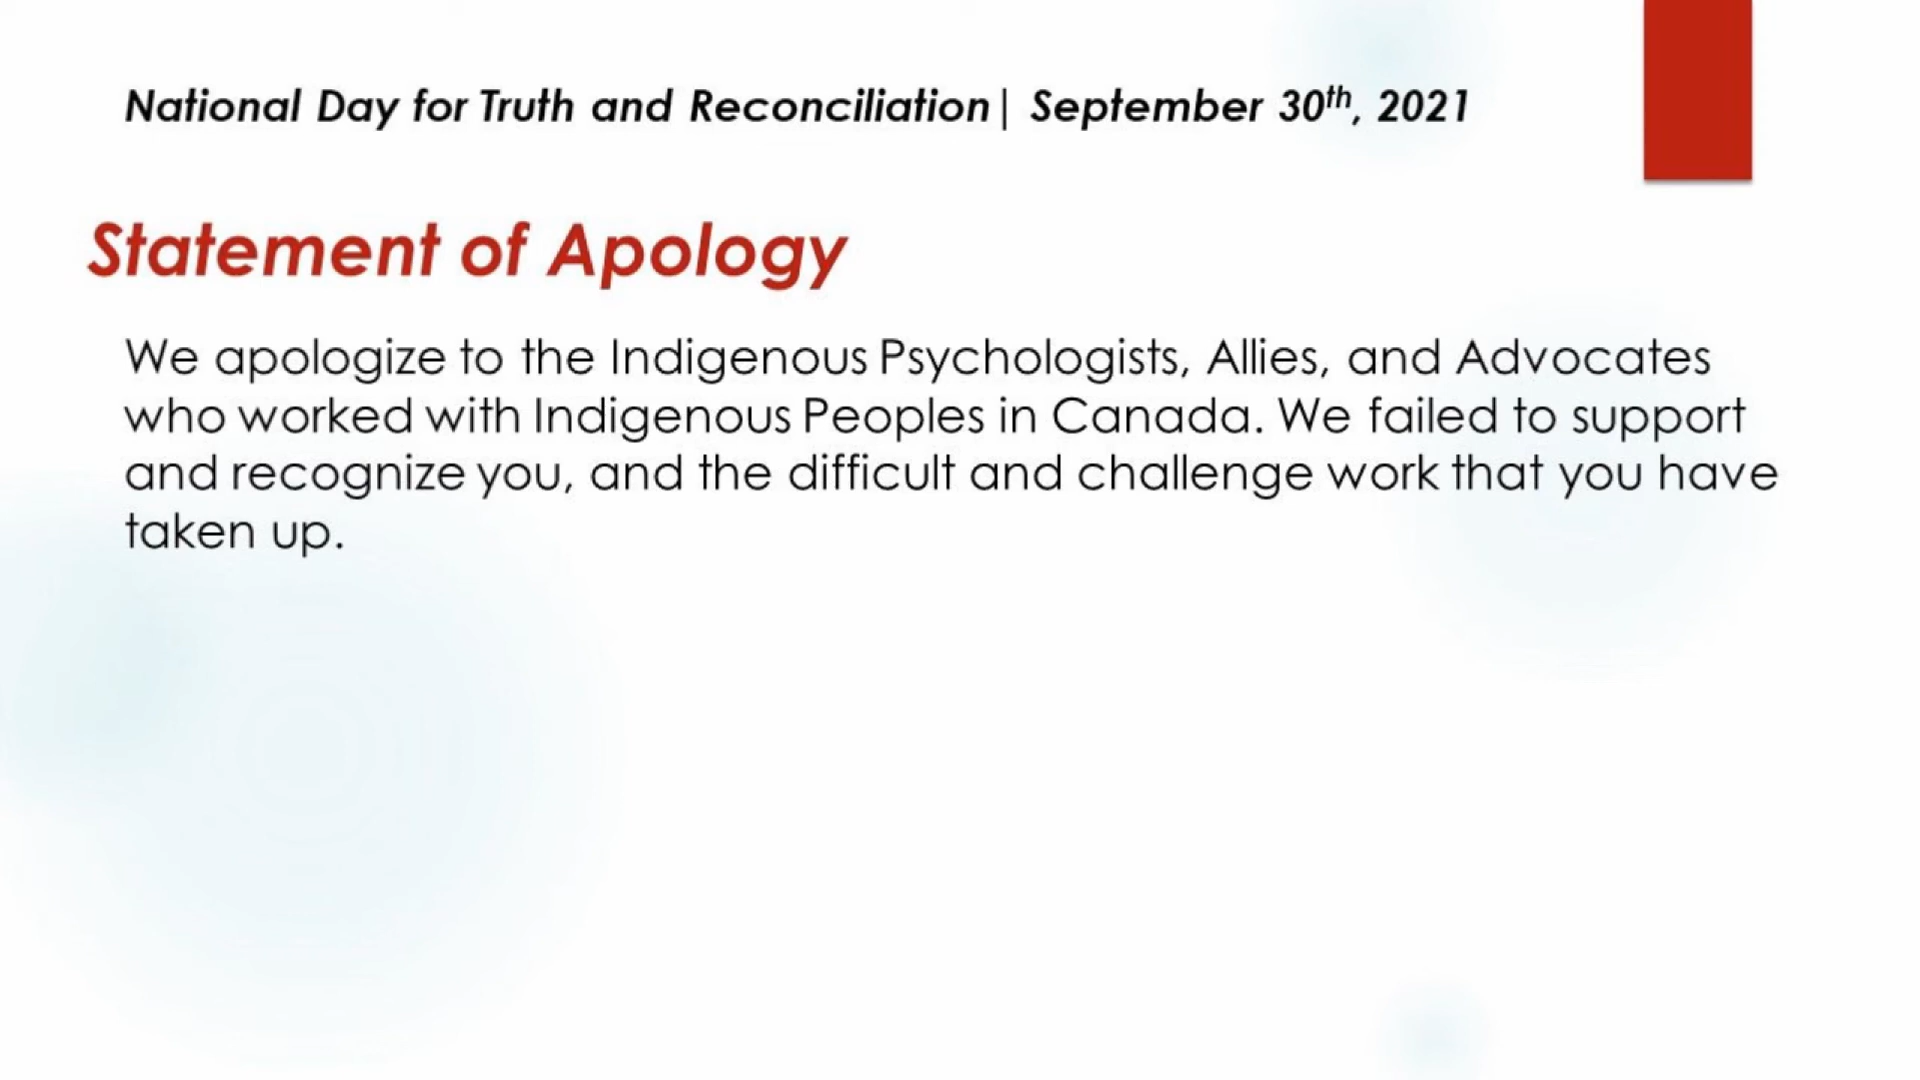 National Day for Truth and Reconciliation| September 30th, 2021
Statement of Apology
We apologize to the Indigenous Psychologists, Allies, and Advocates
who worked with Indigenous Peoples in Canada. We failed to support
and recognize you, and the difficult and challenge work that you have
taken up.